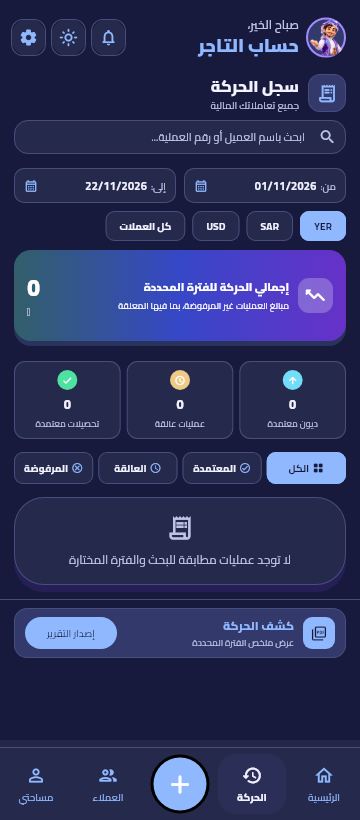 صباح الخير،
حساب التاجر
سجل الحركة
جميع تعاملاتك المالية
ابحث باسم العميل أو رقم العملية...
من: 01/11/2026
إلى: 22/11/2026
YER
SAR
USD
كل العملات
إجمالي الحركة للفترة المحددة
مبالغ العمليات غير المرفوضة، بما فيها المعلقة
0
0
ديون معتمدة
0
عمليات عالقة
0
تحصيلات معتمدة
الكل
المعتمدة
العالقة
المرفوضة
لا توجد عمليات مطابقة للبحث والفترة المختارة
كشف الحركة
عرض ملخص الفترة المحددة
إصدار التقرير
الرئيسية
الحركة
العملاء
مساحتي